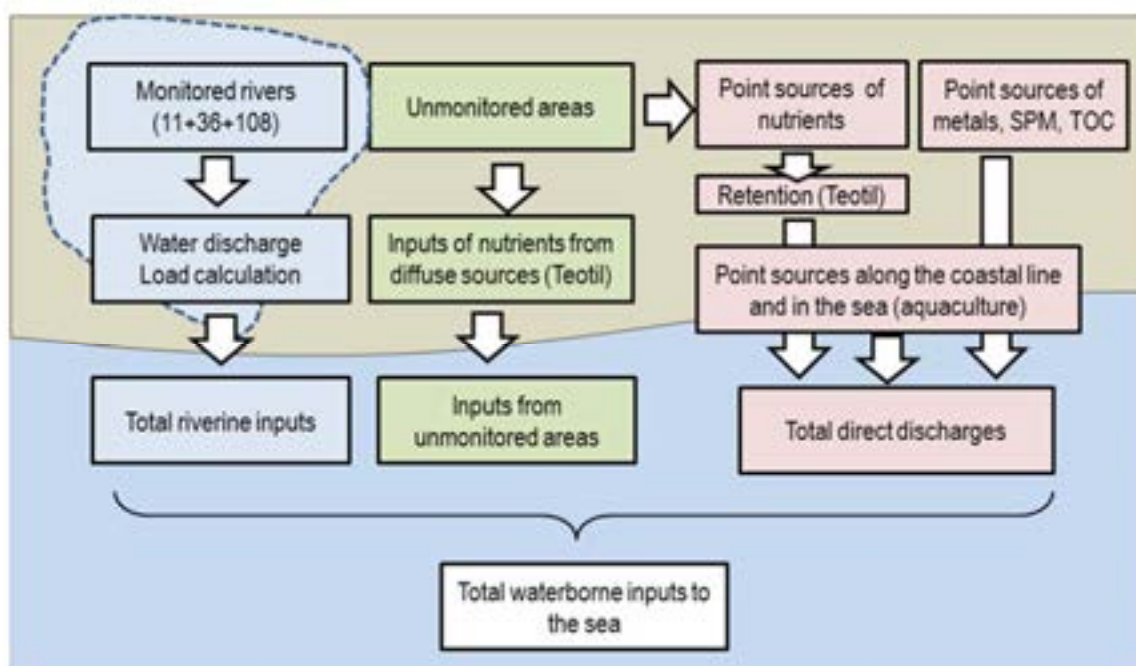 Monitored rivers
(11+36+108)
Unmonitored areas
Point sources of
nutrients
Point sources of
metals, SPM, TOC
Retention (Teotil)
Water discharge
Load calculation
Inputs of nutrients from
diffuse sources (Teotil)
Point sources along the coastal line
and in the sea (aquaculture)
Total riverine inputs
Inputs from
unmonitored areas
Total direct discharges
Total waterborne inputs to
the sea